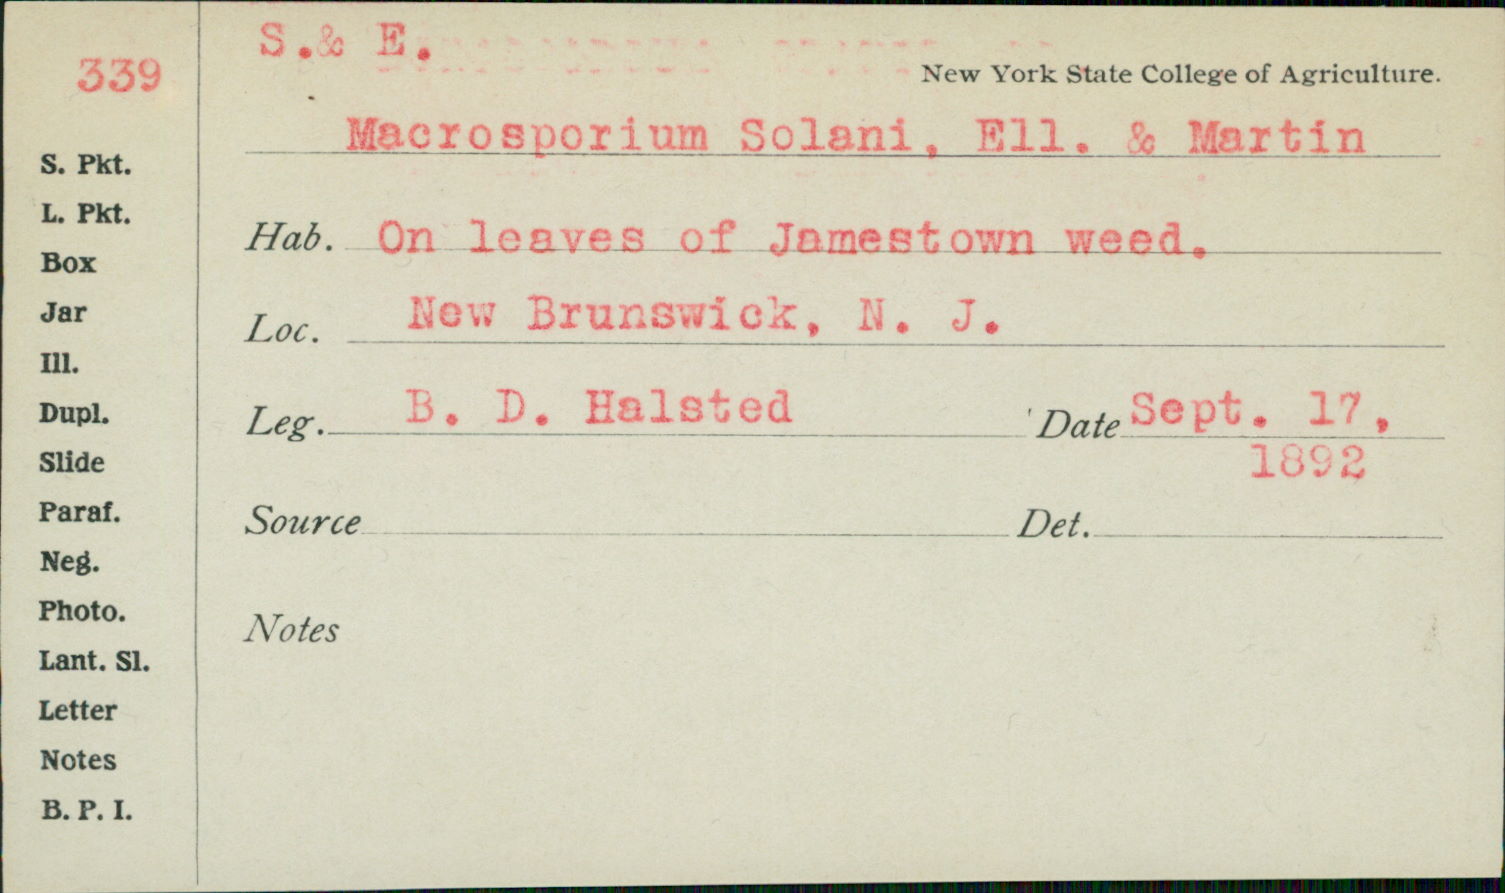 339
S. Pkt.
L. Pkt.
Box
Jar
Ill.
Dupl.
Slide
Paraf.
Neg.
Photo.
Lant. Sl.
Letter
Notes
B. P. I.
S.& E.
New York State College of Agriculture.
Macrosporium Solani, Ell. & Martin
Hab. On leaves of Jamestown weed.
Loc. New Brunswick, N. J.
Leg. B. D. Halsted Date Sept. 17,
1892
Source Det.
Notes